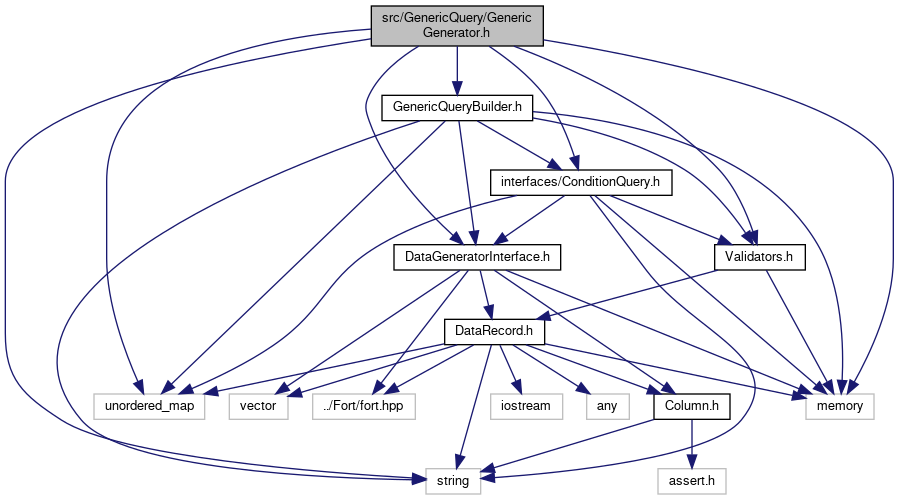 src/GenericQuery/Generic
Generator.h
GenericQueryBuilder.h
interfaces/ConditionQuery.h
DataGeneratorInterface.h
Validators.h
DataRecord.h
unordered_map
vector
../Fort/fort.hpp
iostream
any
Column.h
memory
string
assert.h